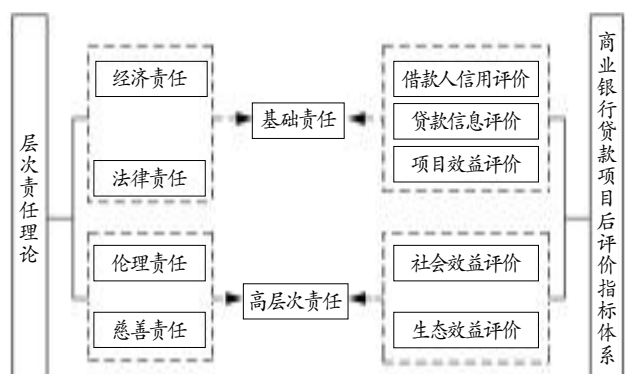 层次责任理论
经济责任
法律责任
伦理责任
慈善责任
基础责任
高层次责任
借款人信用评价
贷款信息评价
项目效益评价
社会效益评价
生态效益评价
商业银行贷款项目后评价指标体系